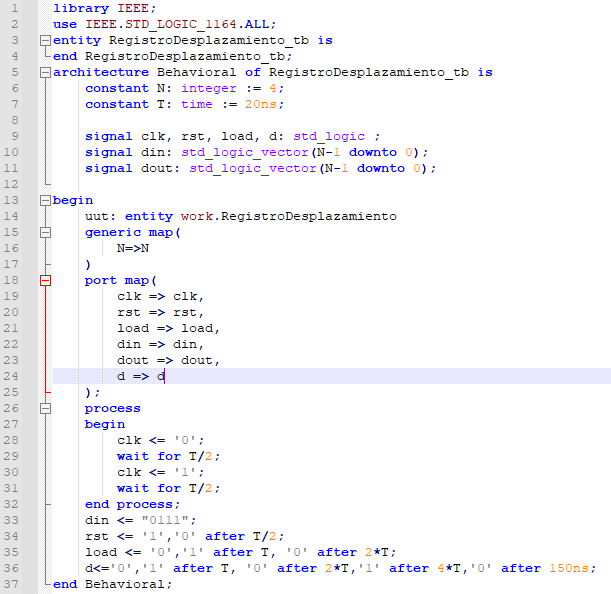 1 library IEEE;
2 use IEEE.STD_LOGIC_1164.ALL;
3 entity RegistroDesplazamiento_tb is
4 end RegistroDesplazamiento_tb;
5 architecture Behavioral of RegistroDesplazamiento_tb is
6 constant N: integer := 4;
7 constant T: time := 20ns;
8
9 signal clk, rst, load, d: std_logic ;
10 signal din: std_logic_vector(N-1 downto 0);
11 signal dout: std_logic_vector(N-1 downto 0);
12
13 begin
14 uut: entity work.RegistroDesplazamiento
15 generic map(
16 N=>N
17 )
18 port map(
19 clk => clk,
20 rst => rst,
21 load => load,
22 din => din,
23 dout => dout,
24 d => d
25 );
26 process
27 begin
28 clk <= '0';
29 wait for T/2;
30 clk <= '1';
31 wait for T/2;
32 end process;
33 din <= "0111";
34 rst <= '1','0' after T/2;
35 load <= '0','1' after T, '0' after 2*T;
36 d<='0','1' after T, '0' after 2*T,'1' after 4*T,'0' after 150ns;
37 end Behavioral;